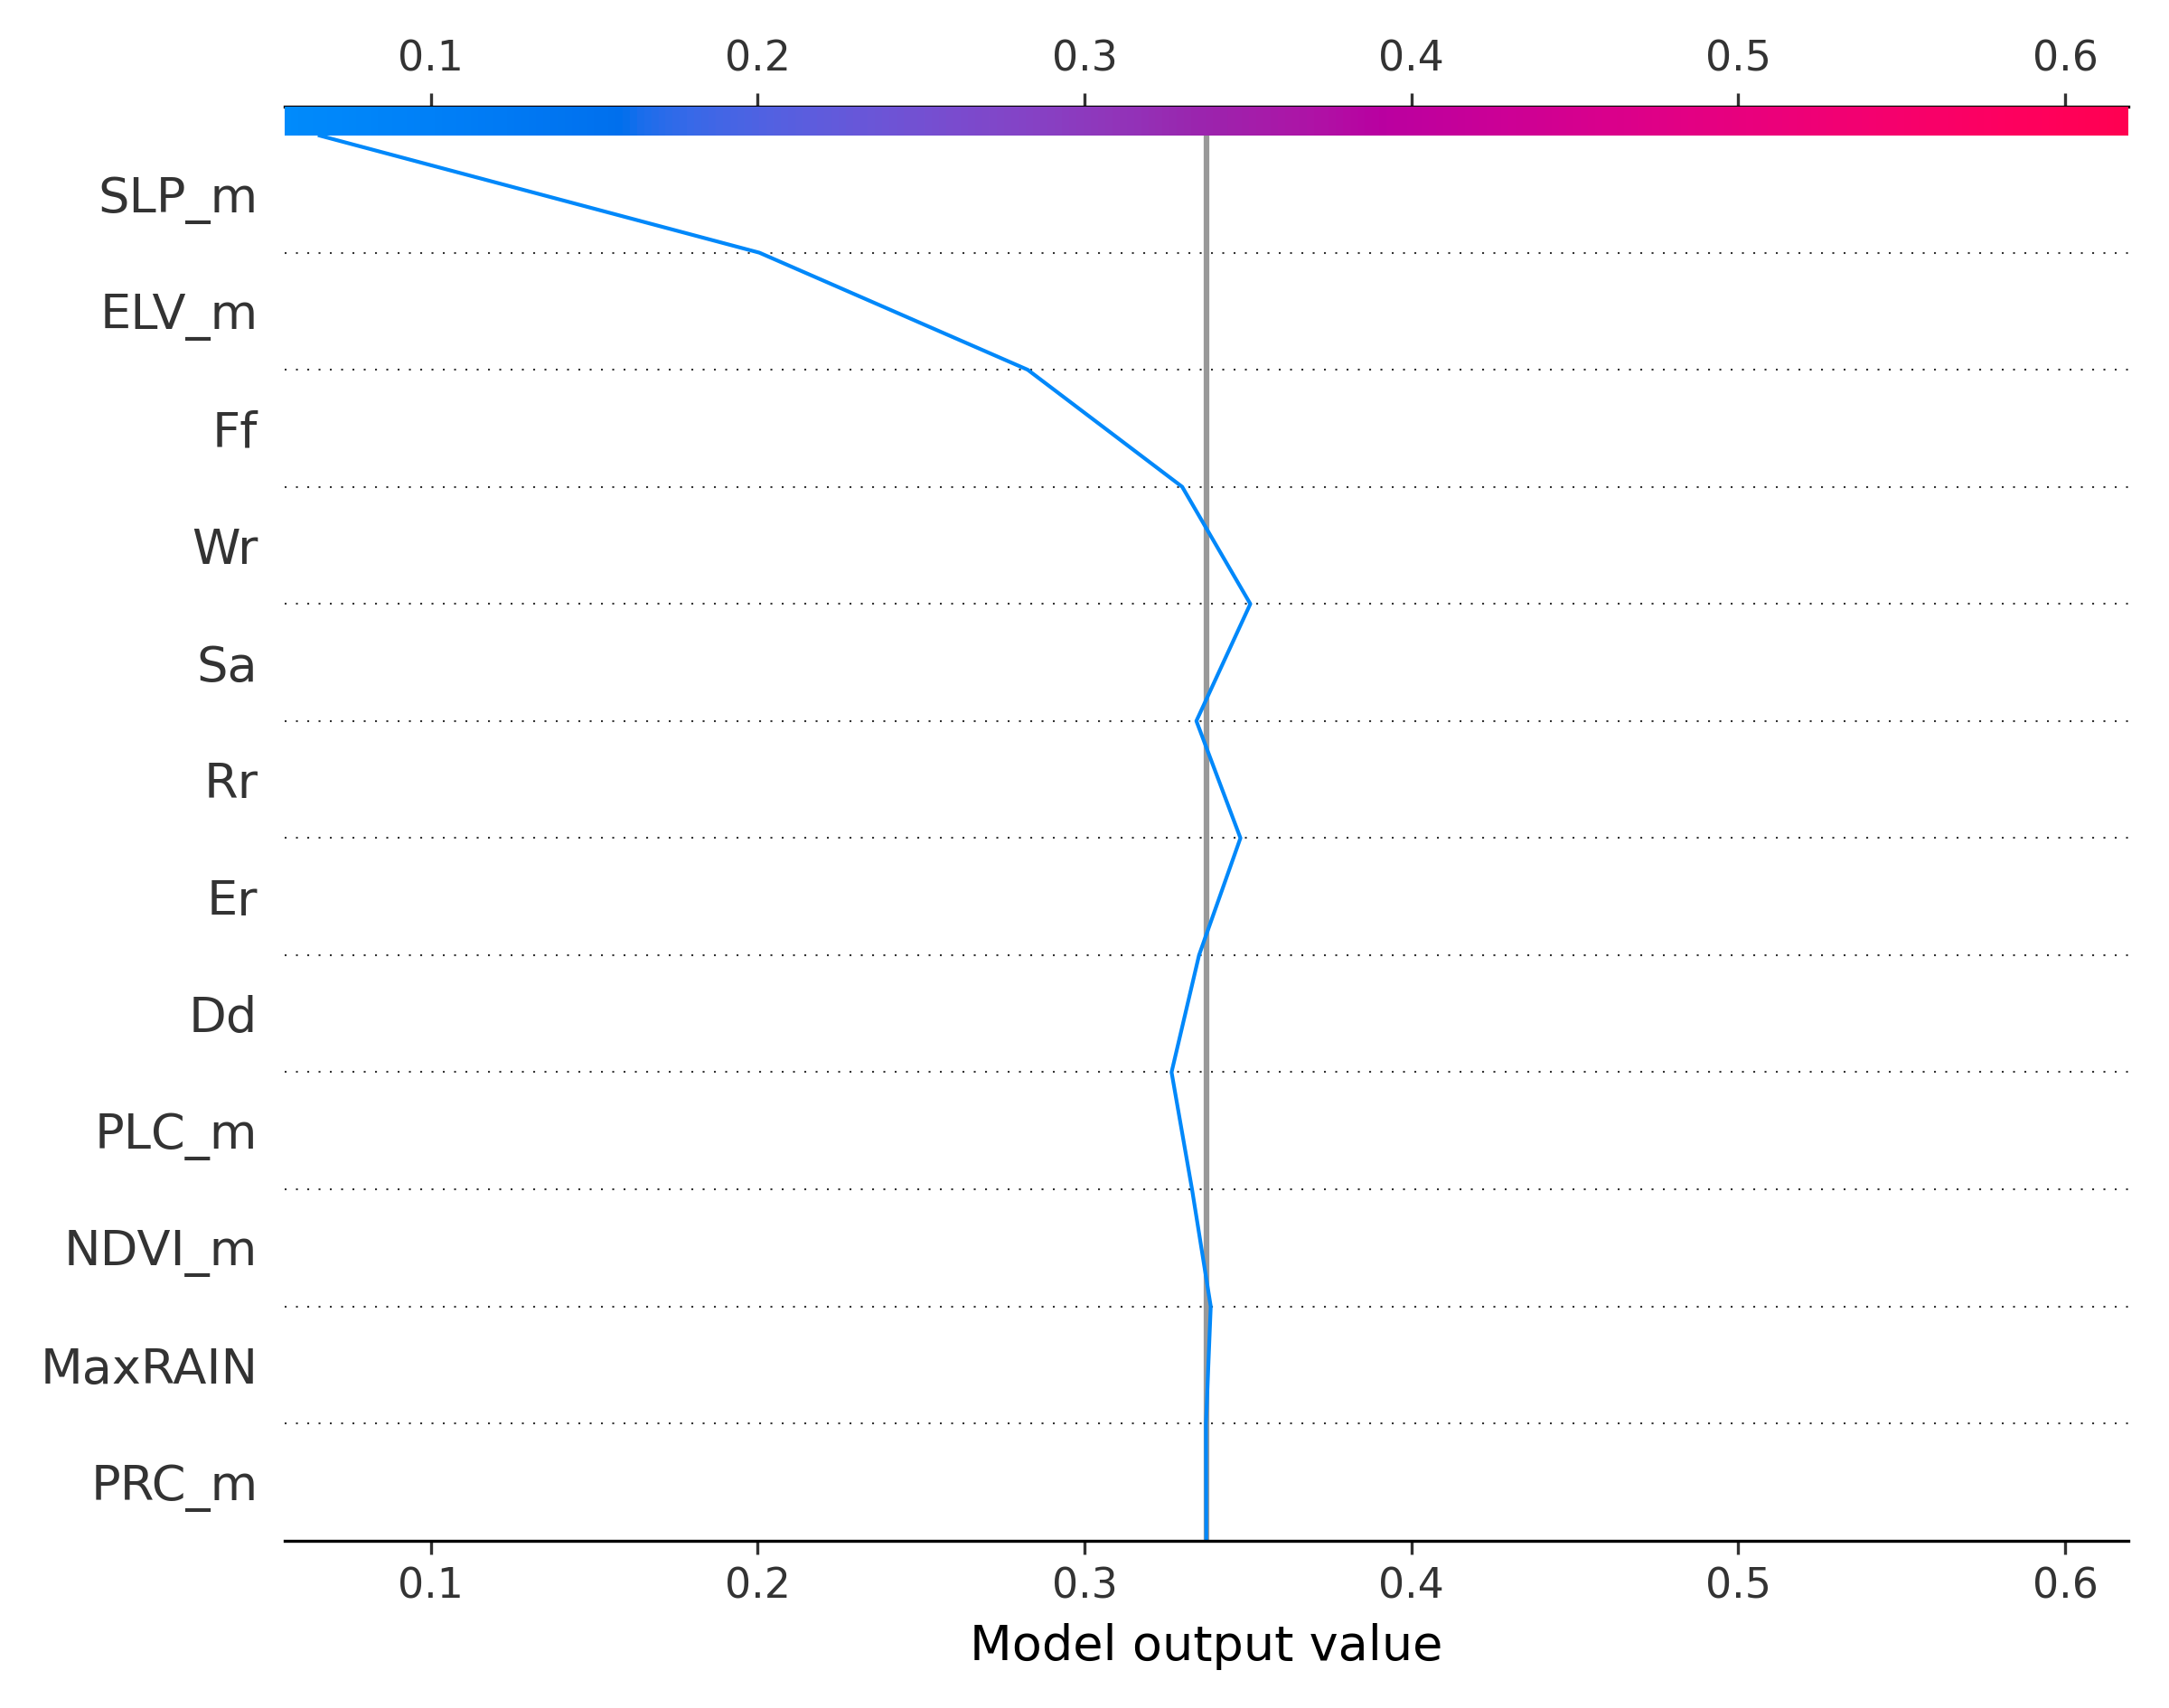 0.1 0.2 0.3 0.4 0.5 0.6
SLP_m
ELV_m
Ff
Wr
Sa
Rr
Er
Dd
PLC_m
NDVI_m
MaxRAIN
PRC_m
0.1 0.2 0.3 0.4 0.5 0.6
Model output value